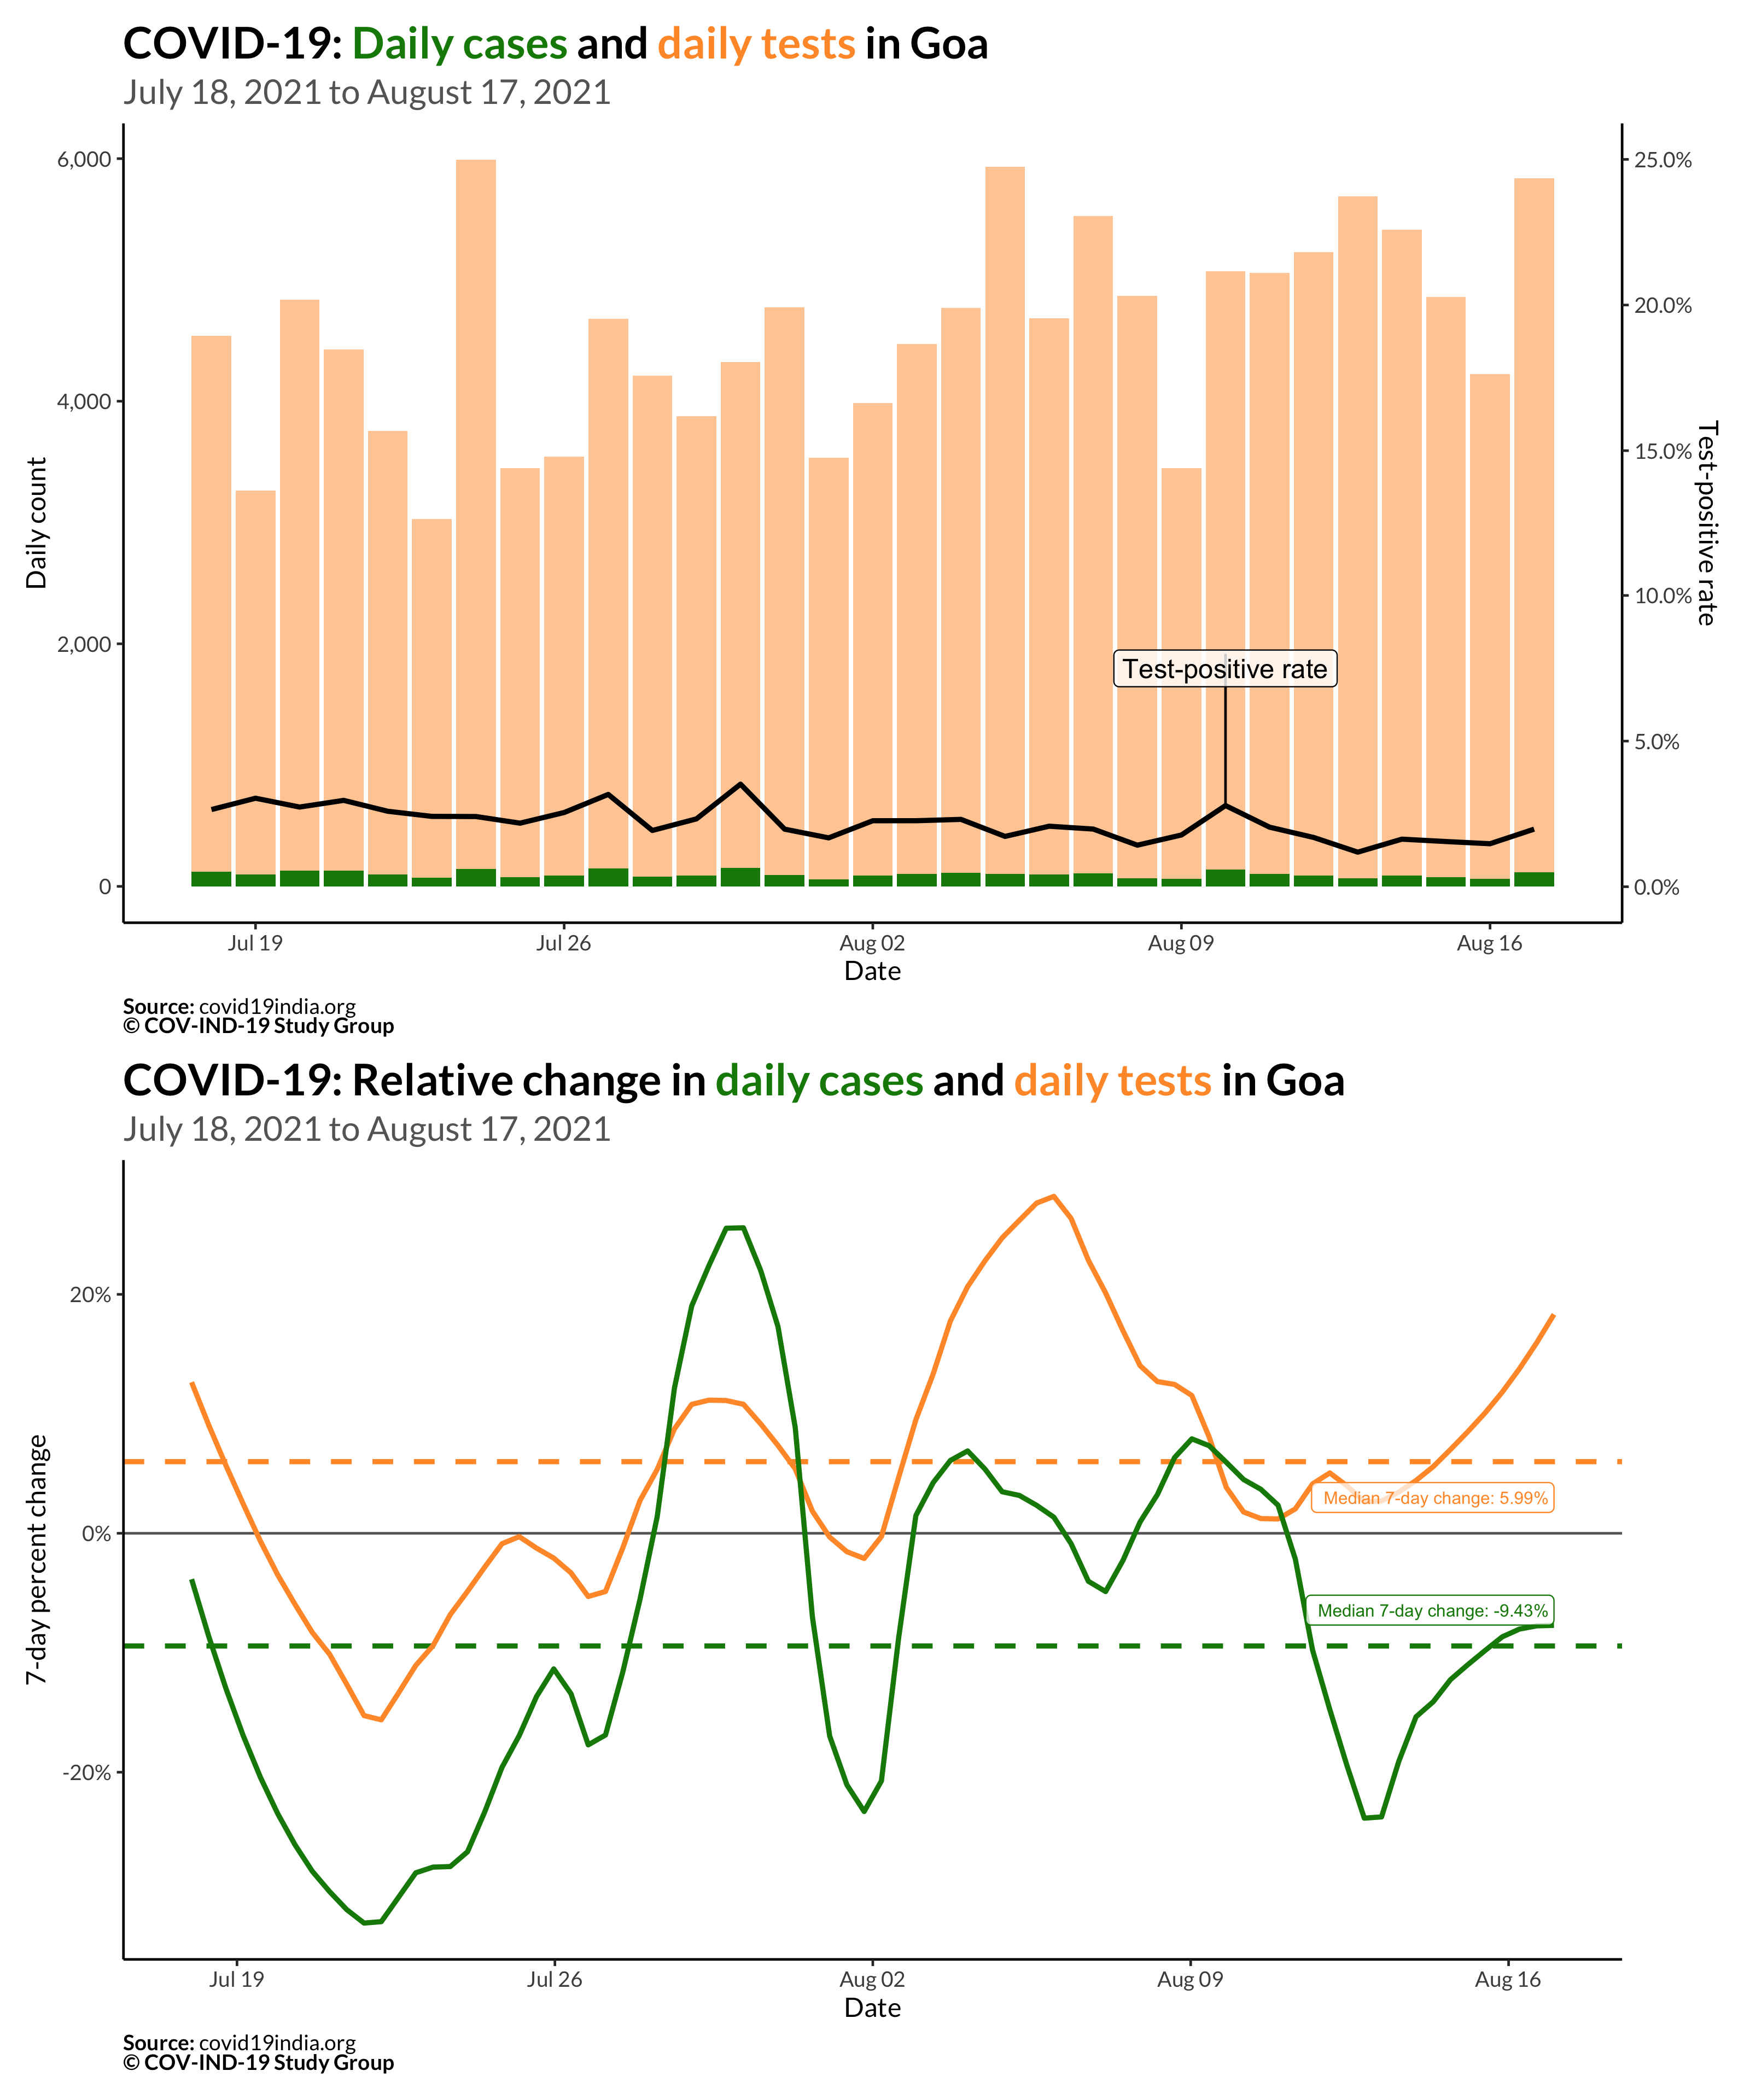 COVID-19: Daily cases and daily tests in Goa
July 18, 2021 to August 17, 2021
6,000
4,000
2,000
0
Daily count
25.0%
20.0%
15.0%
10.0%
5.0%
0.0%
Test-positive rate
Test-positive rate
Jul 19
Jul 26
Aug 02
Aug 09
Aug 16
Date
Source: covid19india.org
© COV-IND-19 Study Group
COVID-19: Relative change in daily cases and daily tests in Goa
July 18, 2021 to August 17, 2021
20%
0%
-20%
7-day percent change
Median 7-day change: 5.99%
Median 7-day change: -9.43%
Jul 19
Jul 26
Aug 02
Aug 09
Aug 16
Date
Source: covid19india.org
© COV-IND-19 Study Group